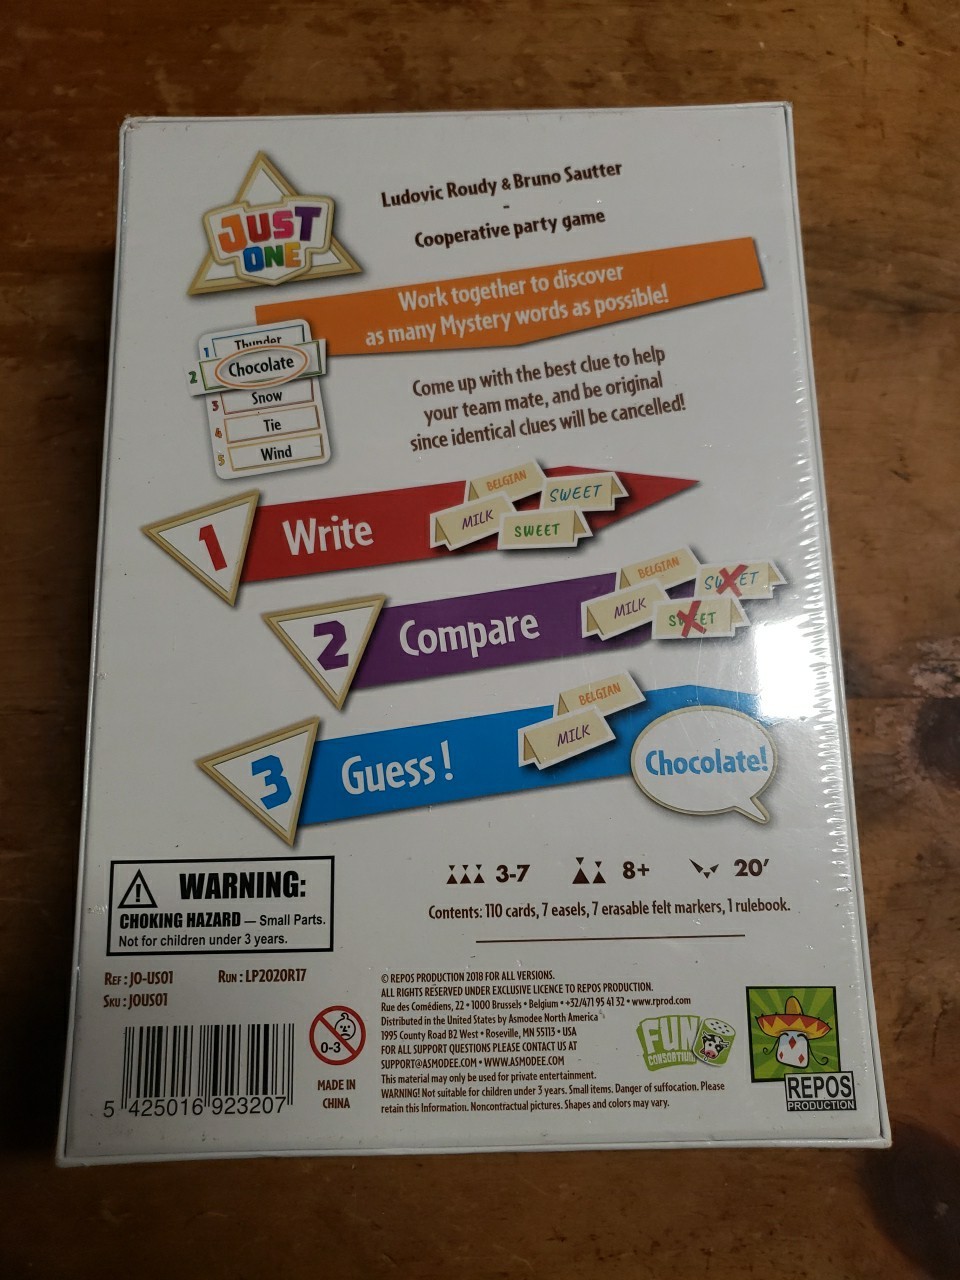 JUST
ONE
Ludovic Roudy & Bruno Sautter
-
Cooperative party game
Work together to discover
as many Mystery words as possible!
1 Thunder
2 Chocolate
3 Snow
4 Tie
5 Wind
Come up with the best clue to help
your team mate, and be original
since identical clues will be cancelled!
1 Write
BELGIAN
SWEET
MILK
SWEET
2 Compare
BELGIAN
SWEET
MILK
SWEET
3 Guess!
BELGIAN
MILK
Chocolate!
WARNING:
CHOKING HAZARD — Small Parts.
Not for children under 3 years.
3-7 8+ 20'
Contents: 110 cards, 7 easels, 7 erasable felt markers, 1 rulebook.
REF : JO-US01 RUN : LP2020R17
SKU : JOUS01
5 425016 923207
0-3
MADE IN
CHINA
© REPOS PRODUCTION 2018 FOR ALL VERSIONS.
ALL RIGHTS RESERVED UNDER EXCLUSIVE LICENCE TO REPOS PRODUCTION.
Rue des Comédiens, 22 • 1000 Brussels • Belgium • +32/471 95 41 32 • www.rprod.com
Distributed in the United States by Asmodee North America
1995 County Road B2 West • Roseville, MN 55113 • USA
FOR ALL SUPPORT QUESTIONS PLEASE CONTACT US AT
SUPPORT@ASMODEE.COM • WWW.ASMODEE.COM
This material may only be used for private entertainment.
WARNING! Not suitable for children under 3 years. Small items. Danger of suffocation. Please
retain this Information. Noncontractual pictures. Shapes and colors may vary.
FUN
CONSORTIUM
REPOS
PRODUCTION